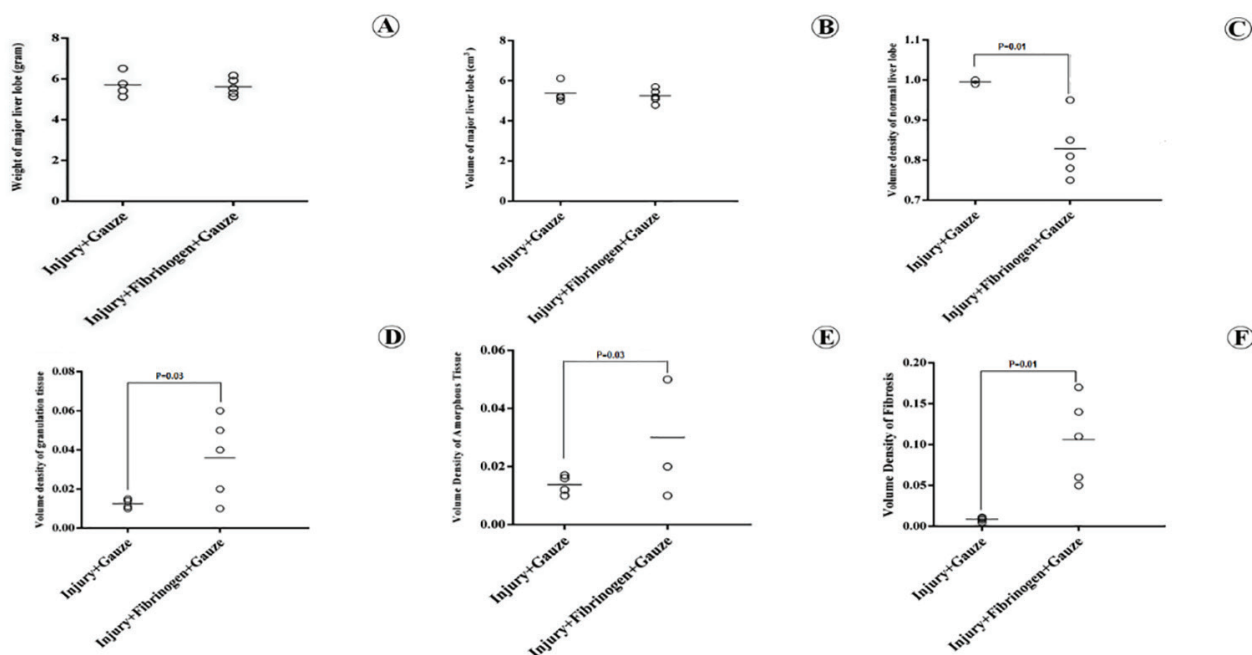 A
Weight of major liver lobe (gram)
8
6
4
2
0
Injury+Gauze
Injury+Fibrinogen+Gauze
B
Volume of major liver lobe (cm³)
8
6
4
2
0
Injury+Gauze
Injury+Fibrinogen+Gauze
C
Volume density of normal liver lobe
P=0.01
1.1
1.0
0.9
0.8
0.7
Injury+Gauze
Injury+Fibrinogen+Gauze
D
Volume density of granulation tissue
P=0.03
0.08
0.06
0.04
0.02
0.00
Injury+Gauze
Injury+Fibrinogen+Gauze
E
Volume Density of Amorphous Tissue
P=0.03
0.06
0.04
0.02
0.00
Injury+Gauze
Injury+Fibrinogen+Gauze
F
Volume Density of Fibrosis
P=0.01
0.20
0.15
0.10
0.05
0.00
Injury+Gauze
Injury+Fibrinogen+Gauze